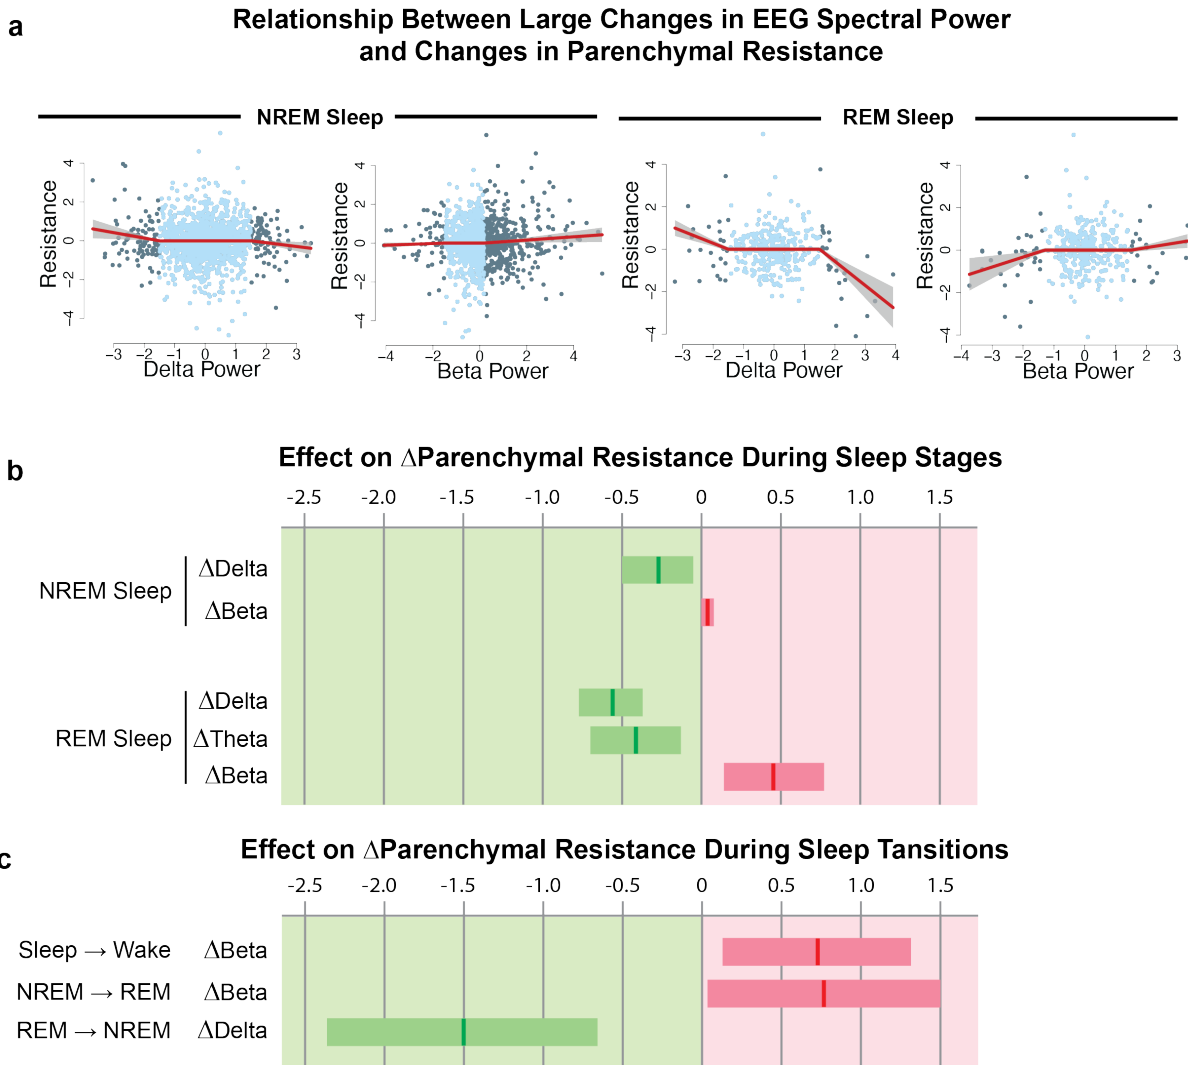 a
Relationship Between Large Changes in EEG Spectral Power
and Changes in Parenchymal Resistance
NREM Sleep
REM Sleep
Resistance
4
2
0
−2
−4
−3 −2 −1 0 1 2 3
Delta Power
Resistance
4
2
0
−2
−4
−4 −2 0 2 4
Beta Power
Resistance
4
2
0
−2
−4
−3 −2 −1 0 1 2 3 4
Delta Power
Resistance
4
2
0
−2
−4
−4 −3 −2 −1 0 1 2 3
Beta Power
b
Effect on ΔParenchymal Resistance During Sleep Stages
-2.5 -2.0 -1.5 -1.0 -0.5 0 0.5 1.0 1.5
NREM Sleep
ΔDelta
ΔBeta
REM Sleep
ΔDelta
ΔTheta
ΔBeta
c
Effect on ΔParenchymal Resistance During Sleep Tansitions
-2.5 -2.0 -1.5 -1.0 -0.5 0 0.5 1.0 1.5
Sleep → Wake ΔBeta
NREM → REM ΔBeta
REM → NREM ΔDelta